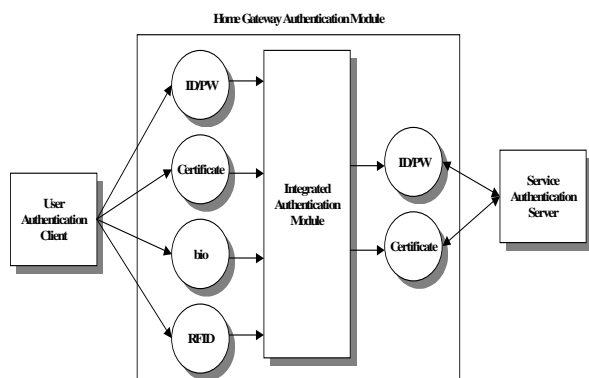 Home Gateway Authentication Module
ID/PW
Certificate
bio
RFID
User
Authentication
Client
Integrated
Authentication
Module
ID/PW
Certificate
Service
Authentication
Server